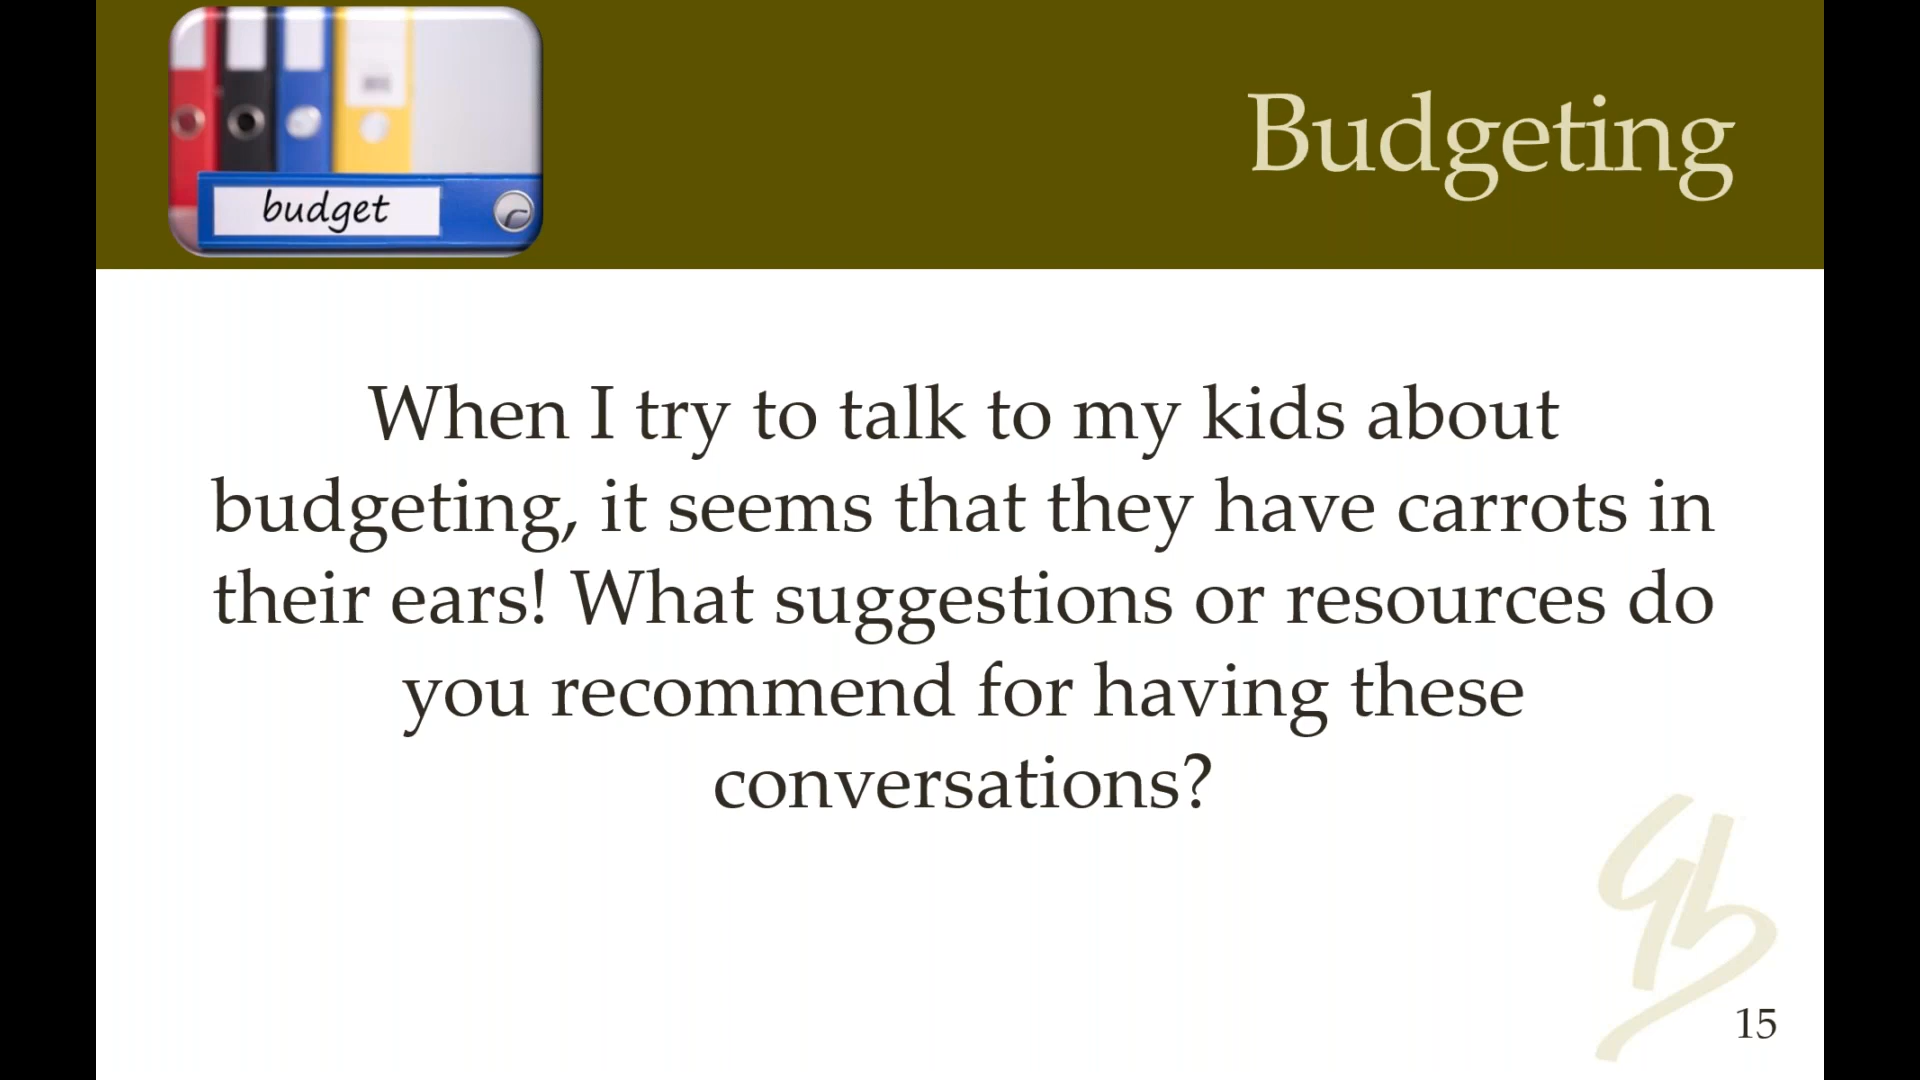 Budgeting
budget
When I try to talk to my kids about
budgeting, it seems that they have carrots in
their ears! What suggestions or resources do
you recommend for having these
conversations?
15